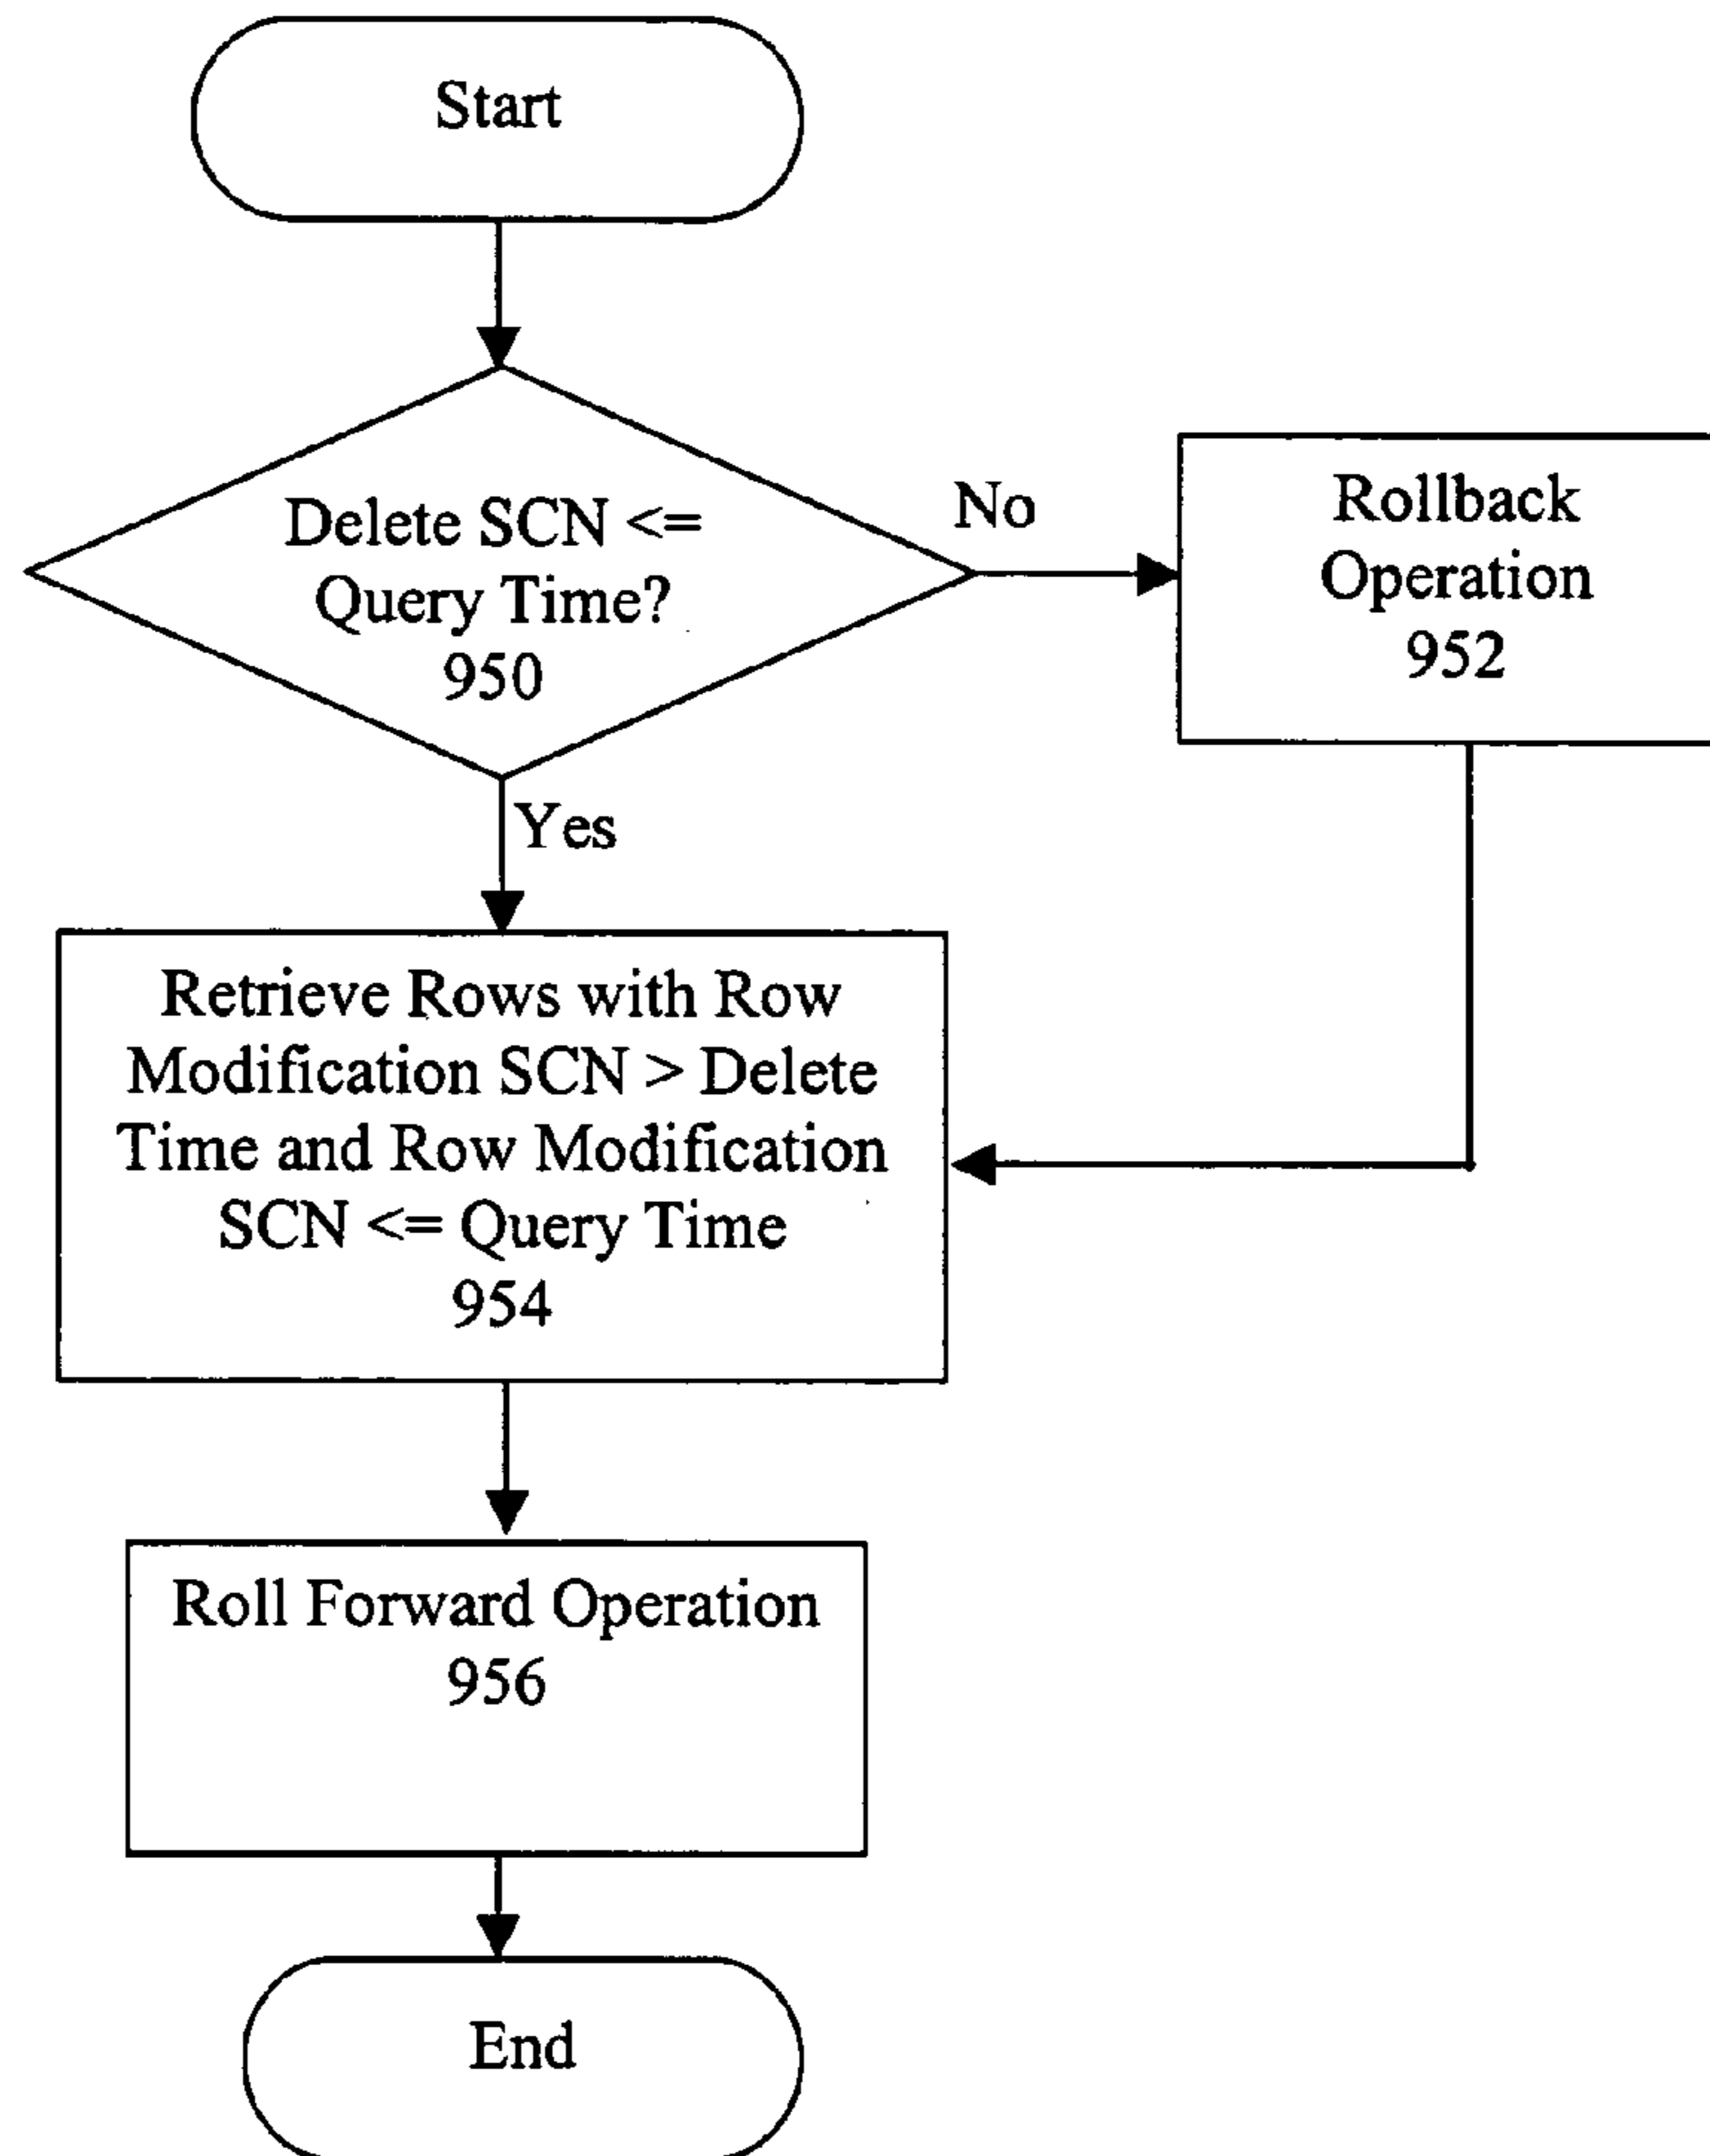 Start
Delete SCN <=
Query Time?
950
No
Rollback
Operation
952
Yes
Retrieve Rows with Row
Modification SCN > Delete
Time and Row Modification
SCN <= Query Time
954
Roll Forward Operation
956
End